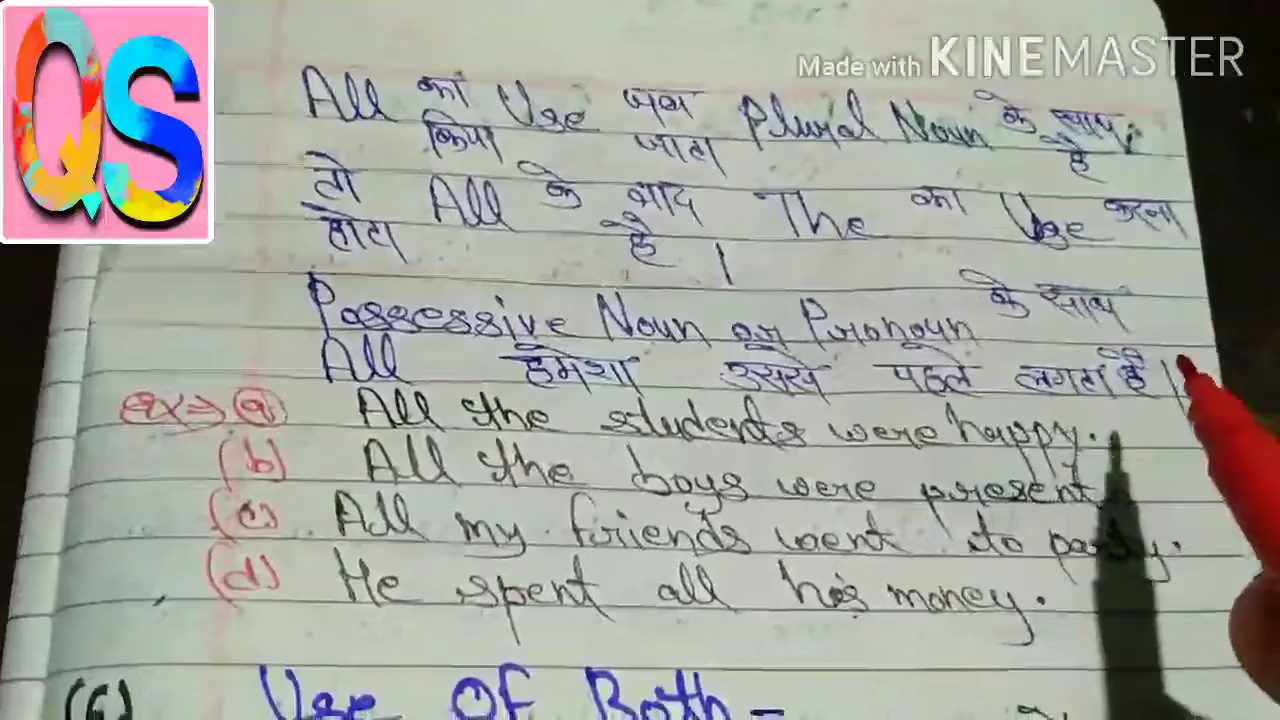 QS
Made with KINEMASTER
All का Use जब Plural Noun के साथ
किया जाता है
तो All के बाद The का Use करना
होता है ।
Possessive Noun or Pronoun के साथ
All हमेशा उससे पहले लगता है ।
ex⇒ (a) All the students were happy.
(b) All the boys were present
(c) All my friends went to party.
(d) He spent all his money.
Use Of Both -